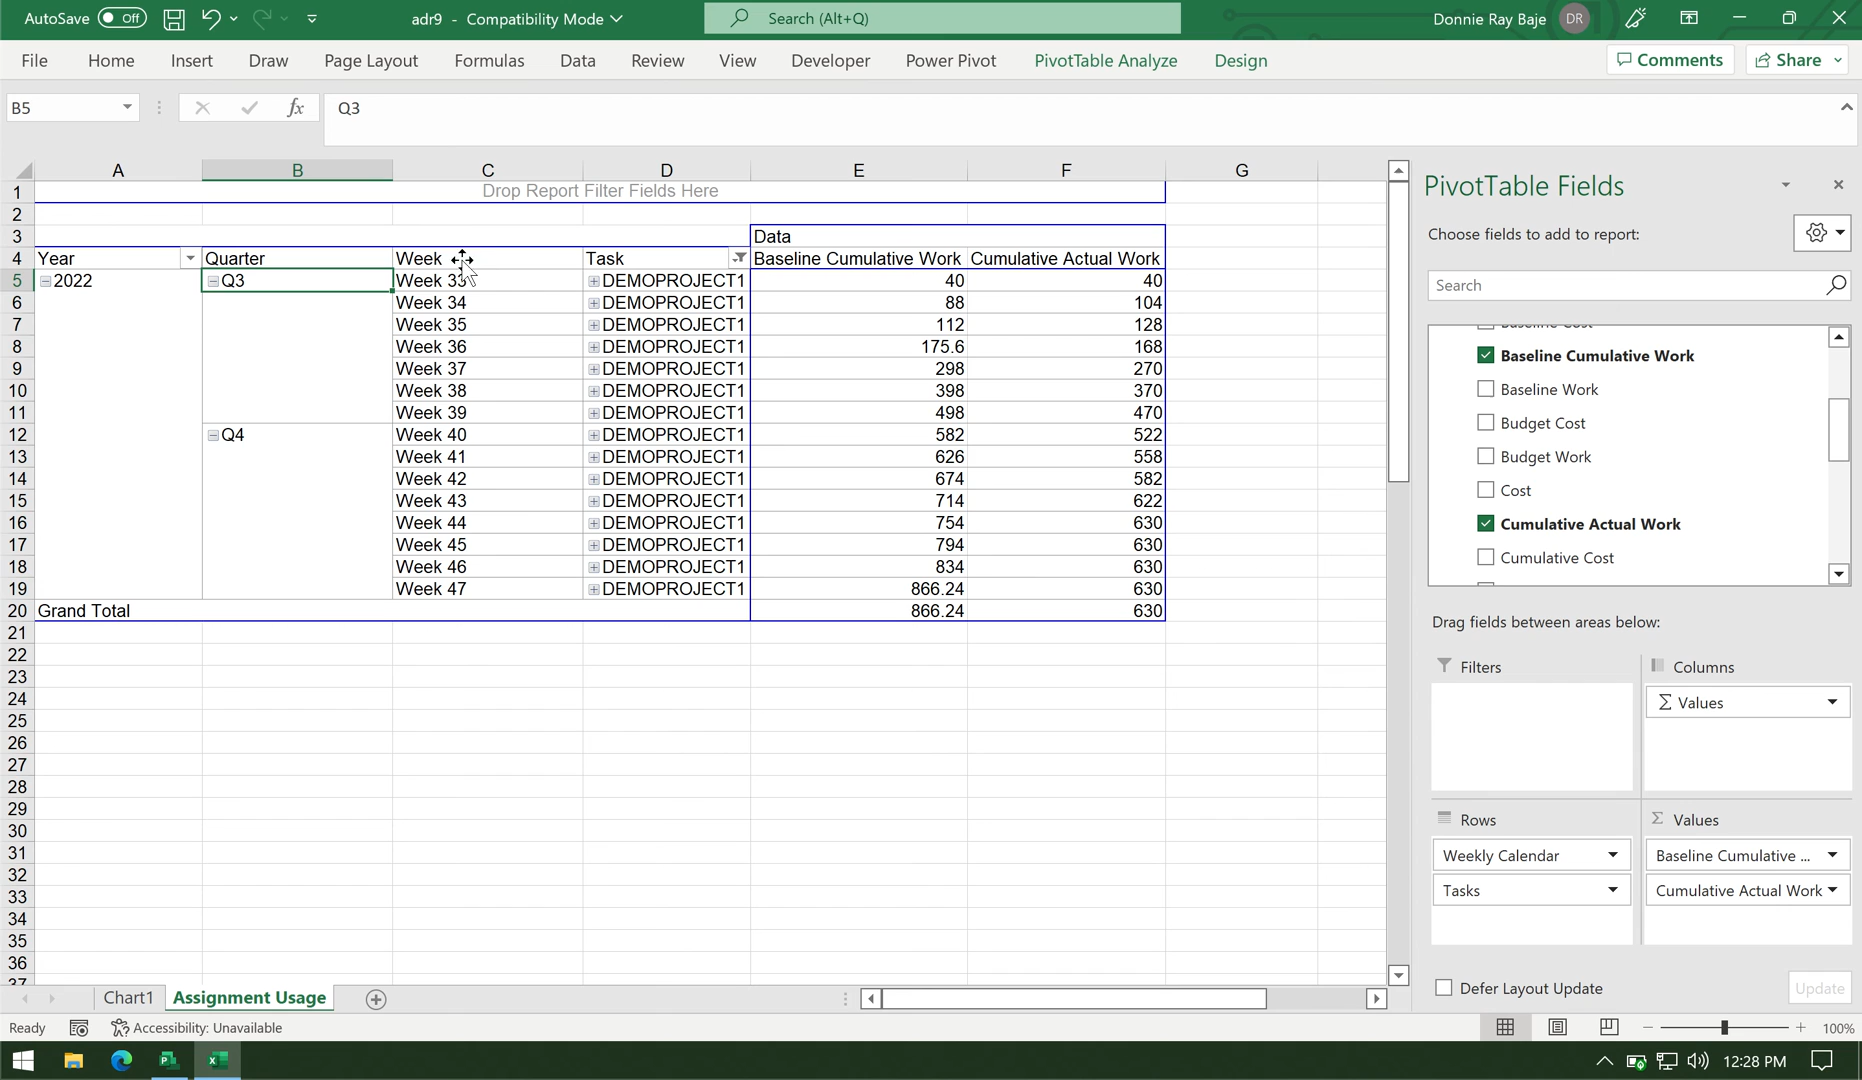 AutoSave Off adr9 - Compatibility Mode Search (Alt+Q) Donnie Ray Baje DR
File Home Insert Draw Page Layout Formulas Data Review View Developer Power Pivot PivotTable Analyze Design Comments Share
B5 fx Q3
A B C D E F G
1 Drop Report Filter Fields Here
2
3 Data
4 Year Quarter Week Task Baseline Cumulative Work Cumulative Actual Work
5 2022 Q3 Week 33 DEMOPROJECT1 40 40
6 Week 34 DEMOPROJECT1 88 104
7 Week 35 DEMOPROJECT1 112 128
8 Week 36 DEMOPROJECT1 175.6 168
9 Week 37 DEMOPROJECT1 298 270
10 Week 38 DEMOPROJECT1 398 370
11 Week 39 DEMOPROJECT1 498 470
12 Q4 Week 40 DEMOPROJECT1 582 522
13 Week 41 DEMOPROJECT1 626 558
14 Week 42 DEMOPROJECT1 674 582
15 Week 43 DEMOPROJECT1 714 622
16 Week 44 DEMOPROJECT1 754 630
17 Week 45 DEMOPROJECT1 794 630
18 Week 46 DEMOPROJECT1 834 630
19 Week 47 DEMOPROJECT1 866.24 630
20 Grand Total 866.24 630
21
22
23
24
25
26
27
28
29
30
31
32
33
34
35
36
37
PivotTable Fields
Choose fields to add to report:
Search
Baseline Cost
Baseline Cumulative Work
Baseline Work
Budget Cost
Budget Work
Cost
Cumulative Actual Work
Cumulative Cost
Drag fields between areas below:
Filters Columns
Σ Values
Rows Σ Values
Weekly Calendar Baseline Cumulative ...
Tasks Cumulative Actual Work
Defer Layout Update Update
Chart1 Assignment Usage
Ready Accessibility: Unavailable 100%
12:28 PM